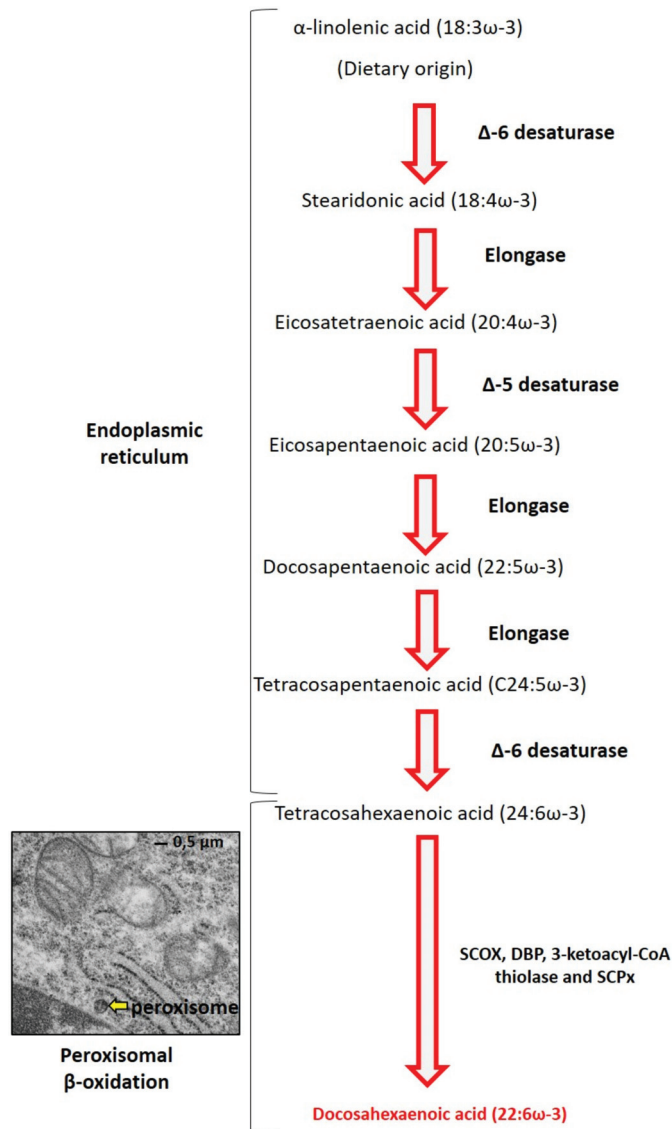 α-linolenic acid (18:3ω-3)
(Dietary origin)
Δ-6 desaturase
Stearidonic acid (18:4ω-3)
Elongase
Eicosatetraenoic acid (20:4ω-3)
Δ-5 desaturase
Endoplasmic
reticulum
Eicosapentaenoic acid (20:5ω-3)
Elongase
Docosapentaenoic acid (22:5ω-3)
Elongase
Tetracosapentaenoic acid (C24:5ω-3)
Δ-6 desaturase
Tetracosahexaenoic acid (24:6ω-3)
0,5 µm
peroxisome
Peroxisomal
β-oxidation
SCOX, DBP, 3-ketoacyl-CoA
thiolase and SCPx
Docosahexaenoic acid (22:6ω-3)